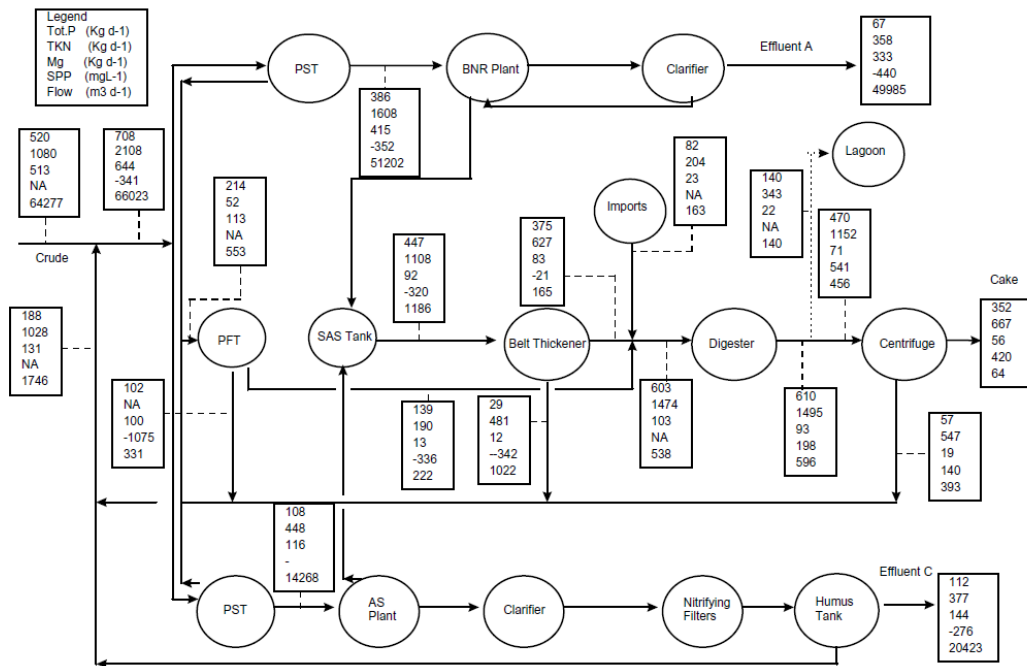 Legend
Tot.P (Kg d-1)
TKN (Kg d-1)
Mg (Kg d-1)
SPP (mgL-1)
Flow (m3 d-1)
PST
BNR Plant
Clarifier
Effluent A
67
358
333
-440
49985
386
1608
415
-352
51202
520
1080
513
NA
64277
708
2108
644
-341
66023
Crude
214
52
113
NA
553
82
204
23
NA
163
Lagoon
Imports
140
343
22
NA
140
470
1152
71
541
456
447
1108
92
-320
1186
375
627
83
-21
165
Cake
352
667
56
420
64
188
1028
131
NA
1746
PFT
SAS Tank
Belt Thickener
Digester
Centrifuge
102
NA
100
-1075
331
139
190
13
-336
222
29
481
12
--342
1022
603
1474
103
NA
538
610
1495
93
198
596
57
547
19
140
393
108
448
116
-
14268
PST
AS
Plant
Clarifier
Nitrifying
Filters
Humus
Tank
Effluent C
112
377
144
-276
20423